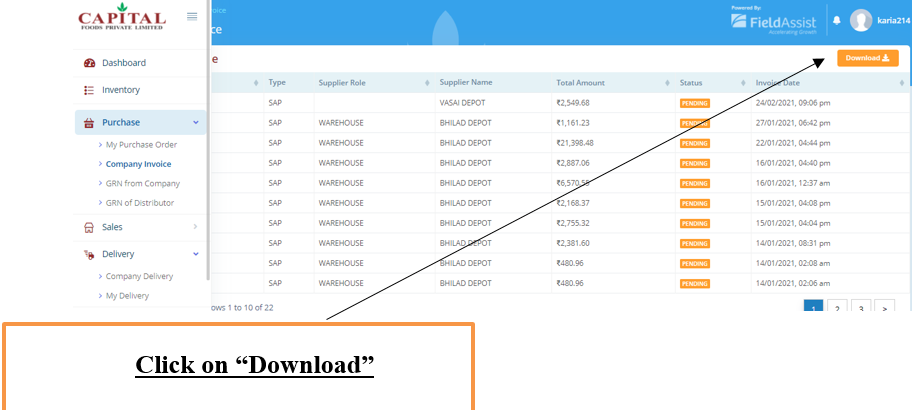 CAPITAL
FOODS PRIVATE LIMITED
Dashboard
Inventory
Purchase
My Purchase Order
Company Invoice
GRN from Company
GRN of Distributor
Sales
Delivery
Company Delivery
My Delivery
oice
ice
Powered By:
FieldAssist
Accelerating Growth
karia214
e
Download
Type Supplier Role Supplier Name Total Amount Status Invoice Date
SAP VASAI DEPOT ₹2,549.68 PENDING 24/02/2021, 09:06 pm
SAP WAREHOUSE BHILAD DEPOT ₹1,161.23 PENDING 27/01/2021, 06:42 pm
SAP WAREHOUSE BHILAD DEPOT ₹21,398.48 PENDING 22/01/2021, 04:44 pm
SAP WAREHOUSE BHILAD DEPOT ₹2,887.06 PENDING 16/01/2021, 04:40 pm
SAP WAREHOUSE BHILAD DEPOT PENDING 16/01/2021, 12:37 am
SAP WAREHOUSE BHILAD DEPOT ₹2,168.37 PENDING 15/01/2021, 04:08 pm
SAP WAREHOUSE BHILAD DEPOT ₹2,755.32 PENDING 15/01/2021, 04:04 pm
SAP WAREHOUSE BHILAD DEPOT ₹2,381.60 PENDING 14/01/2021, 08:31 pm
SAP WAREHOUSE BHILAD DEPOT ₹480.96 PENDING 14/01/2021, 02:08 am
SAP WAREHOUSE BHILAD DEPOT ₹480.96 PENDING 14/01/2021, 02:06 am
ows 1 to 10 of 22
1 2 3 >
Click on “Download”